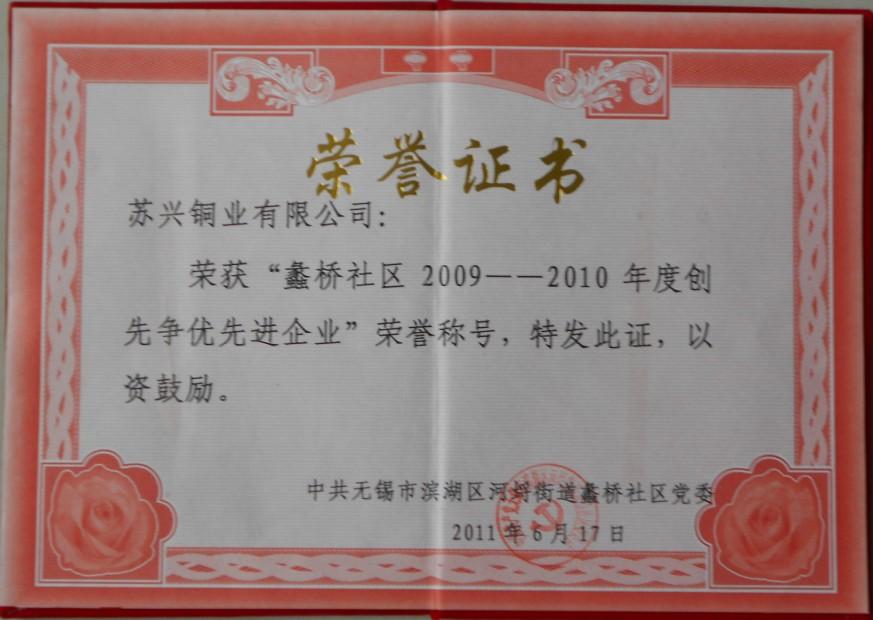 荣誉证书
苏兴铜业有限公司：
荣获“蠡桥社区 2009——2010 年度创
先争优先进企业”荣誉称号，特发此证，以
资鼓励。
中共无锡市滨湖区河埒街道蠡桥社区党委
2011 年 6 月 17 日